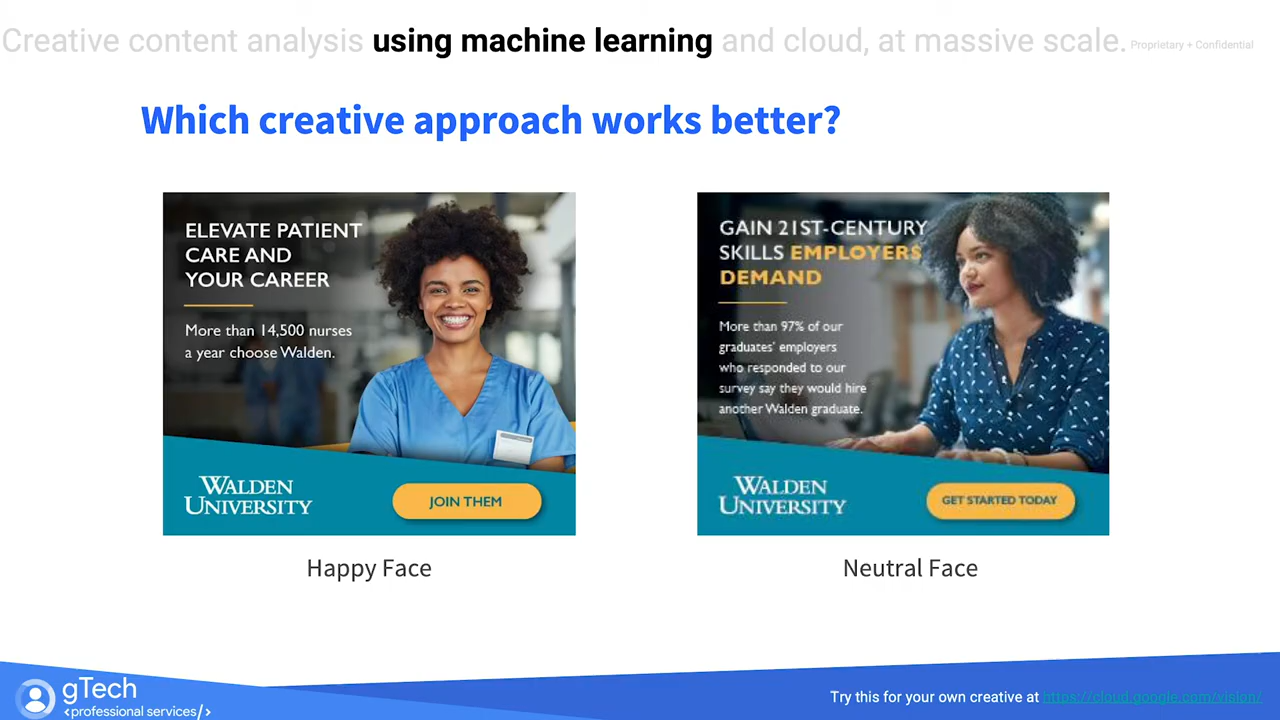 Creative content analysis using machine learning and cloud, at massive scale. Proprietary + Confidential
Which creative approach works better?
ELEVATE PATIENT
CARE AND
YOUR CAREER
More than 14,500 nurses
a year choose Walden.
WALDEN
UNIVERSITY
JOIN THEM
Happy Face
GAIN 21ST-CENTURY
SKILLS EMPLOYERS
DEMAND
More than 97% of our
graduates' employers
who responded to our
survey say they would hire
another Walden graduate.
WALDEN
UNIVERSITY
GET STARTED TODAY
Neutral Face
gTech
<professional services/>
Try this for your own creative at https://cloud.google.com/vision/